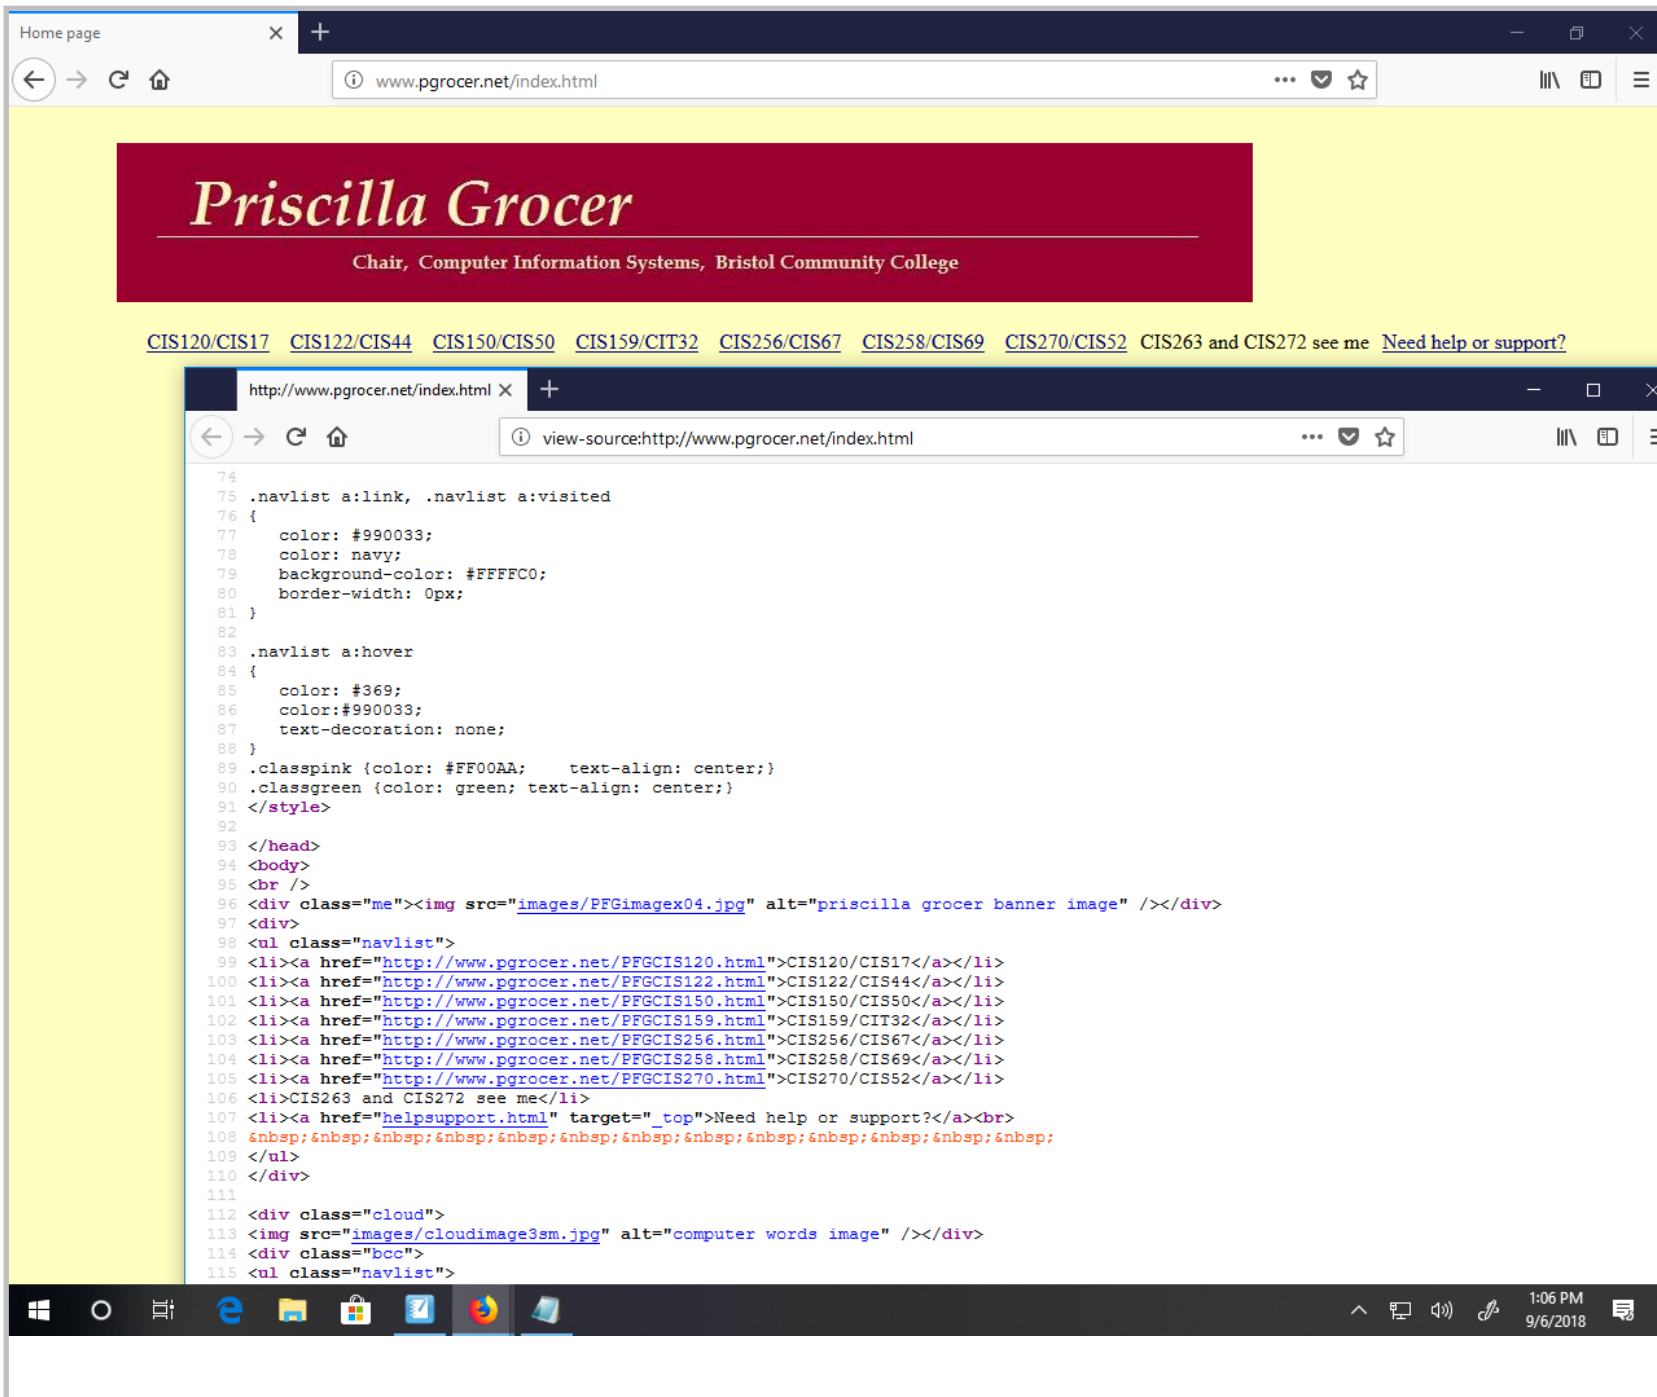 Home page
www.pgrocer.net/index.html
Priscilla Grocer
Chair, Computer Information Systems, Bristol Community College
CIS120/CIS17 CIS122/CIS44 CIS150/CIS50 CIS159/CIT32 CIS256/CIS67 CIS258/CIS69 CIS270/CIS52 CIS263 and CIS272 see me Need help or support?
http://www.pgrocer.net/index.html
view-source:http://www.pgrocer.net/index.html
74
75 .navlist a:link, .navlist a:visited
76 {
77 color: #990033;
78 color: navy;
79 background-color: #FFFFC0;
80 border-width: 0px;
81 }
82
83 .navlist a:hover
84 {
85 color: #369;
86 color:#990033;
87 text-decoration: none;
88 }
89 .classpink {color: #FF00AA; text-align: center;}
90 .classgreen {color: green; text-align: center;}
91 </style>
92
93 </head>
94 <body>
95 <br />
96 <div class="me"><img src="images/PFGimagex04.jpg" alt="priscilla grocer banner image" /></div>
97 <div>
98 <ul class="navlist">
99 <li><a href="http://www.pgrocer.net/PFGCIS120.html">CIS120/CIS17</a></li>
100 <li><a href="http://www.pgrocer.net/PFGCIS122.html">CIS122/CIS44</a></li>
101 <li><a href="http://www.pgrocer.net/PFGCIS150.html">CIS150/CIS50</a></li>
102 <li><a href="http://www.pgrocer.net/PFGCIS159.html">CIS159/CIT32</a></li>
103 <li><a href="http://www.pgrocer.net/PFGCIS256.html">CIS256/CIS67</a></li>
104 <li><a href="http://www.pgrocer.net/PFGCIS258.html">CIS258/CIS69</a></li>
105 <li><a href="http://www.pgrocer.net/PFGCIS270.html">CIS270/CIS52</a></li>
106 <li>CIS263 and CIS272 see me</li>
107 <li><a href="helpsupport.html" target="_top">Need help or support?</a><br>
108 &nbsp;&nbsp;&nbsp;&nbsp;&nbsp;&nbsp;&nbsp;&nbsp;&nbsp;&nbsp;&nbsp;&nbsp;&nbsp;
109 </ul>
110 </div>
111
112 <div class="cloud">
113 <img src="images/cloudimage3sm.jpg" alt="computer words image" /></div>
114 <div class="bcc">
115 <ul class="navlist">
1:06 PM
9/6/2018